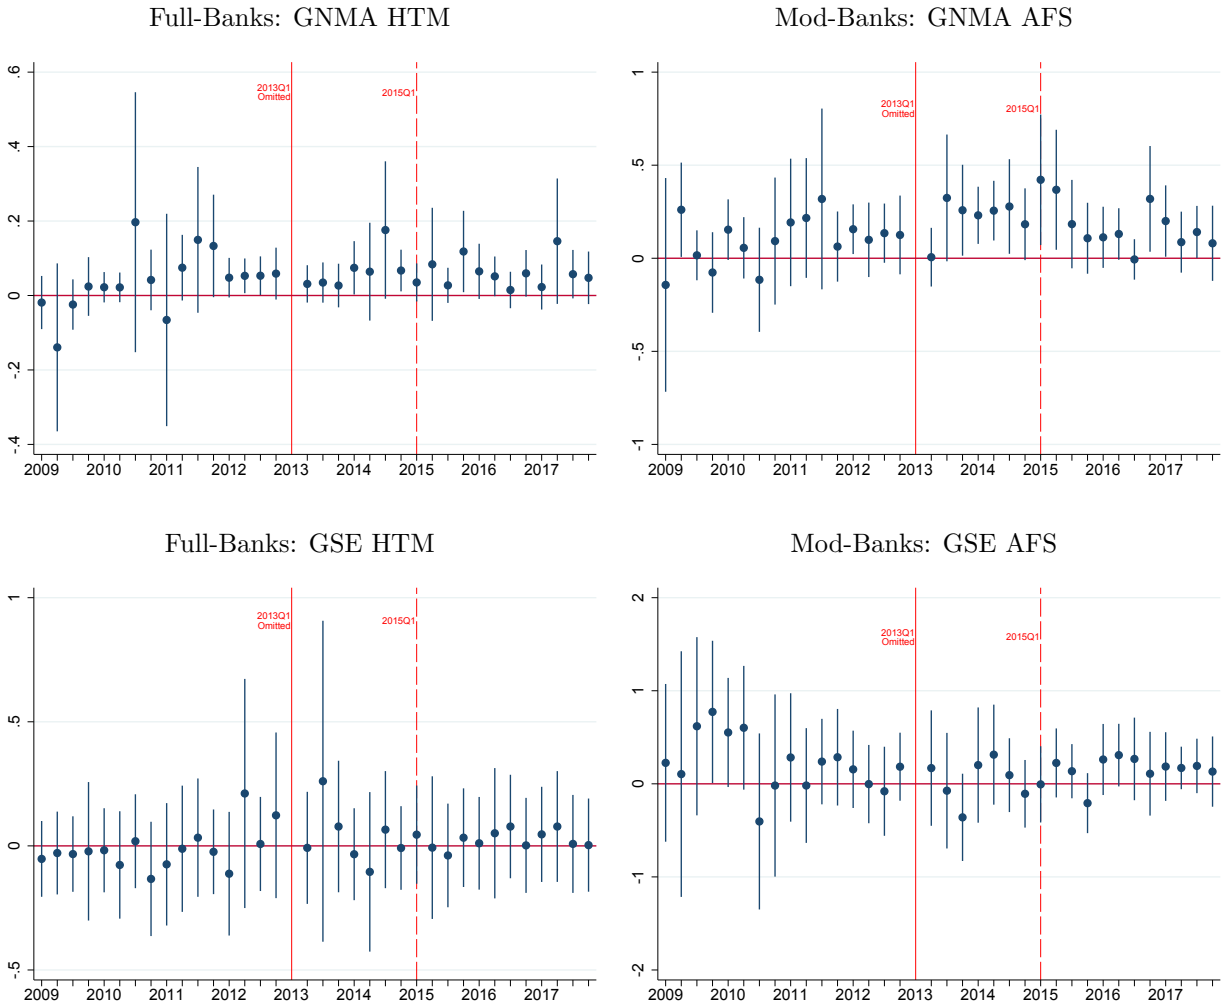 Full-Banks: GNMA HTM
.6
.4
.2
0
-.2
-.4
2013Q1
Omitted
2015Q1
2009 2010 2011 2012 2013 2014 2015 2016 2017
Mod-Banks: GNMA AFS
1
.5
0
-.5
-1
2013Q1
Omitted
2015Q1
2009 2010 2011 2012 2013 2014 2015 2016 2017
Full-Banks: GSE HTM
1
.5
0
-.5
2013Q1
Omitted
2015Q1
2009 2010 2011 2012 2013 2014 2015 2016 2017
Mod-Banks: GSE AFS
2
1
0
-1
-2
2013Q1
Omitted
2015Q1
2009 2010 2011 2012 2013 2014 2015 2016 2017